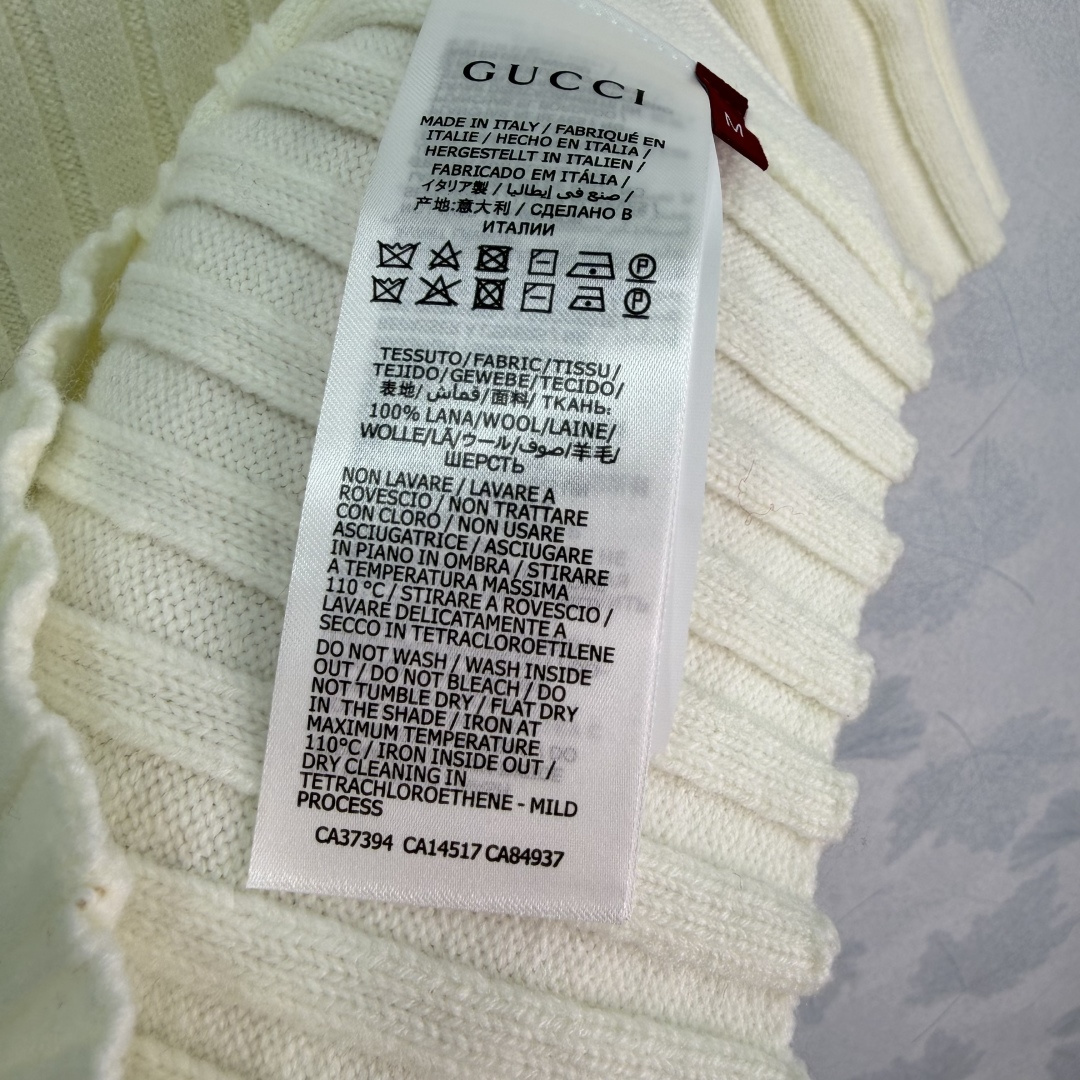 GUCCI
M
MADE IN ITALY / FABRIQUÉ EN
ITALIE / HECHO EN ITALIA /
HERGESTELLT IN ITALIEN /
FABRICADO EM ITÁLIA /
イタリア製 / صنع في إيطاليا /
产地:意大利 / СДЕЛАНО В
ИТАЛИИ
P
P
TESSUTO/FABRIC/TISSU/
TEJIDO/GEWEBE/TECIDO/
表地/ قماش/面料/ ТКАНЬ:
100% LANA/WOOL/LAINE/
WOLLE/LÃ/ウール/صوف/羊毛/
ШЕРСТЬ
NON LAVARE / LAVARE A
ROVESCIO / NON TRATTARE
CON CLORO / NON USARE
ASCIUGATRICE / ASCIUGARE
IN PIANO IN OMBRA / STIRARE
A TEMPERATURA MASSIMA
110 °C / STIRARE A ROVESCIO /
LAVARE DELICATAMENTE A
SECCO IN TETRACLOROETILENE
DO NOT WASH / WASH INSIDE
OUT / DO NOT BLEACH / DO
NOT TUMBLE DRY / FLAT DRY
IN THE SHADE / IRON AT
MAXIMUM TEMPERATURE
110°C / IRON INSIDE OUT /
DRY CLEANING IN
TETRACHLOROETHENE - MILD
PROCESS
CA37394 CA14517 CA84937